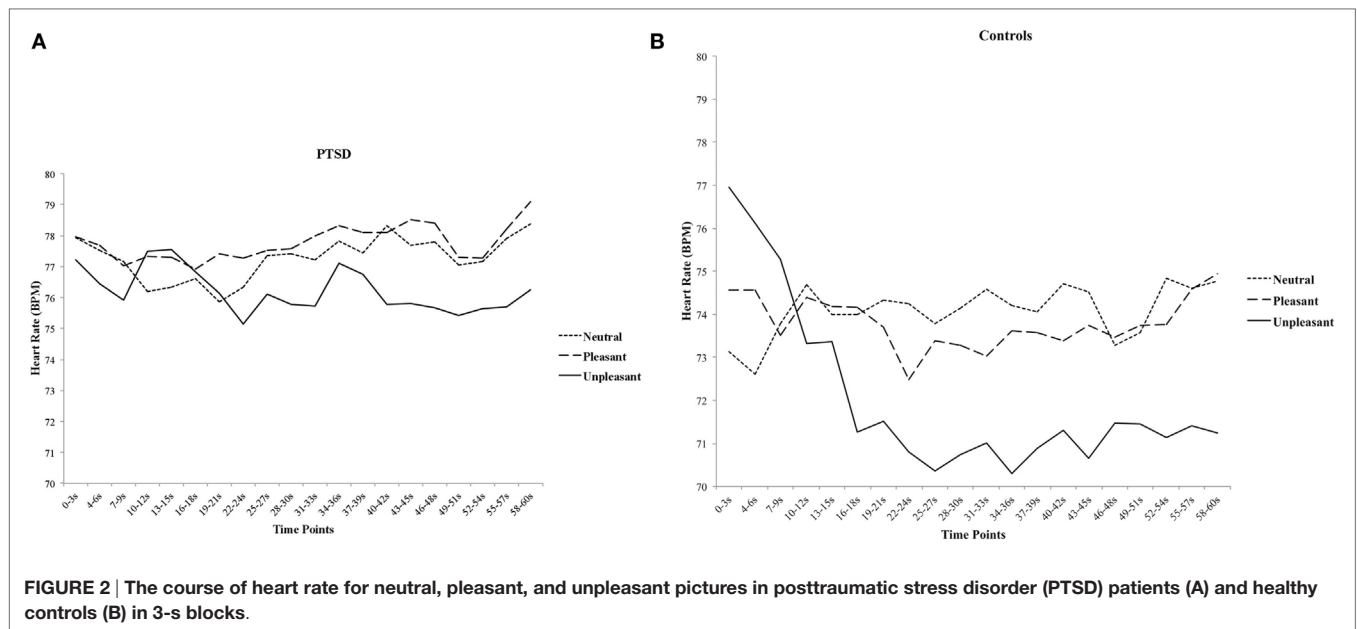 A
PTSD
80
79
78
77
76
75
74
73
72
71
70
Heart Rate (BPM)
0-3s
4-6s
7-9s
10-12s
13-15s
16-18s
19-21s
22-24s
25-27s
28-30s
31-33s
34-36s
37-39s
40-42s
43-45s
46-48s
49-51s
52-54s
55-57s
58-60s
Time Points
Neutral
Pleasant
Unpleasant
B
Controls
80
79
78
77
76
75
74
73
72
71
70
Heart Rate (BPM)
0-3s
4-6s
7-9s
10-12s
13-15s
16-18s
19-21s
22-24s
25-27s
28-30s
31-33s
34-36s
37-39s
40-42s
43-45s
46-48s
49-51s
52-54s
55-57s
58-60s
Time Points
Neutral
Pleasant
Unpleasant
FIGURE 2 | The course of heart rate for neutral, pleasant, and unpleasant pictures in posttraumatic stress disorder (PTSD) patients (A) and healthy
controls (B) in 3-s blocks.